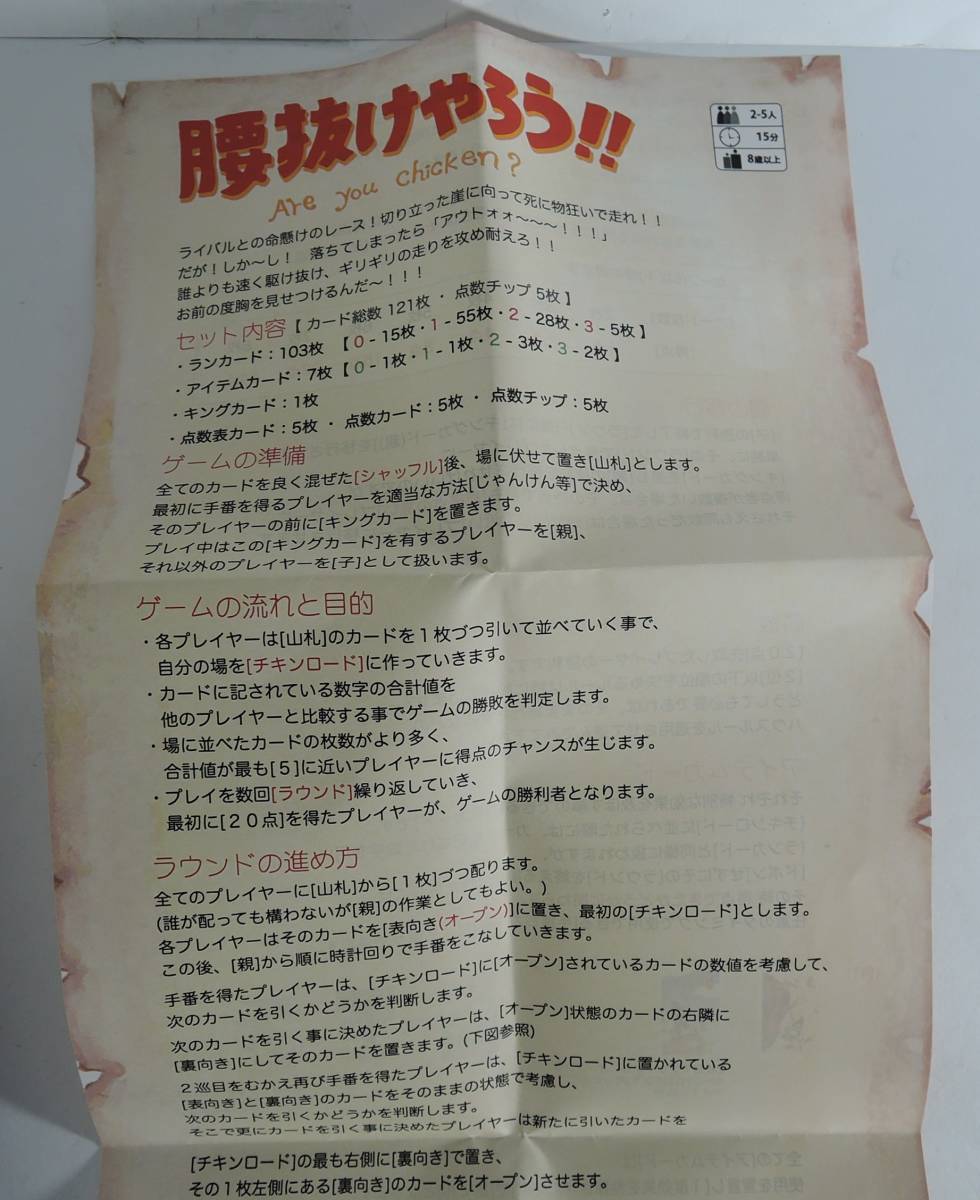 腰抜けやろう!!
Are you chicken?
2-5人
15分
8歳以上
ライバルとの命懸けのレース！切り立った崖に向って死に物狂いで走れ！！
だが！しか〜し！　落ちてしまったら「アウトォォ〜〜〜！！！」
誰よりも速く駆け抜け、ギリギリの走りを攻め耐えろ！！
お前の度胸を見せつけるんだ〜！！！
セット内容【 カード総数 121枚 ・ 点数チップ 5枚 】
・ランカード：103枚 【 0 - 15枚・1 - 55枚・2 - 28枚・3 - 5枚 】
・アイテムカード：7枚【 0 - 1枚・1 - 1枚・2 - 3枚・3 - 2枚 】
・キングカード：1枚
・点数表カード：5枚 ・ 点数カード：5枚 ・ 点数チップ：5枚
ゲームの準備
全てのカードを良く混ぜた[シャッフル]後、場に伏せて置き[山札]とします。
最初に手番を得るプレイヤーを適当な方法[じゃんけん等]で決め、
そのプレイヤーの前に[キングカード]を置きます。
プレイ中はこの[キングカード]を有するプレイヤーを[親]、
それ以外のプレイヤーを[子]として扱います。
ゲームの流れと目的
・各プレイヤーは[山札]のカードを１枚づつ引いて並べていく事で、
自分の場を[チキンロード]に作っていきます。
・カードに記されている数字の合計値を
他のプレイヤーと比較する事でゲームの勝敗を判定します。
・場に並べたカードの枚数がより多く、
合計値が最も[５]に近いプレイヤーに得点のチャンスが生じます。
・プレイを数回[ラウンド]繰り返していき、
最初に[２０点]を得たプレイヤーが、ゲームの勝利者となります。
ラウンドの進め方
全てのプレイヤーに[山札]から[１枚]づつ配ります。
(誰が配っても構わないが[親]の作業としてもよい。)
各プレイヤーはそのカードを[表向き(オープン)]に置き、最初の[チキンロード]とします。
この後、[親]から順に時計回りで手番をこなしていきます。
手番を得たプレイヤーは、[チキンロード]に[オープン]されているカードの数値を考慮して、
次のカードを引くかどうかを判断します。
次のカードを引く事に決めたプレイヤーは、[オープン]状態のカードの右隣に
[裏向き]にしてそのカードを置きます。(下図参照)
２巡目をむかえ再び手番を得たプレイヤーは、[チキンロード]に置かれている
[表向き]と[裏向き]のカードをそのままの状態で考慮し、
次のカードを引くかどうかを判断します。
そこで更にカードを引く事に決めたプレイヤーは新たに引いたカードを
[チキンロード]の最も右側に[裏向き]で置き、
その１枚左側にある[裏向き]のカードを[オープン]させます。